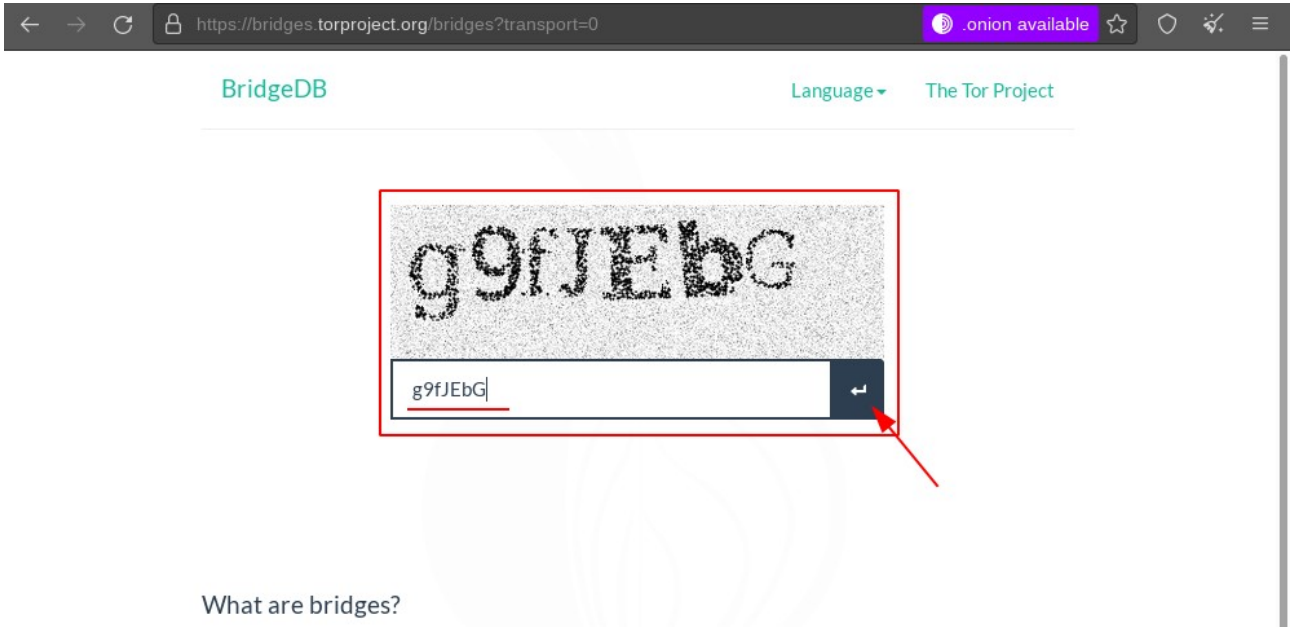 https://bridges.torproject.org/bridges?transport=0 .onion available
BridgeDB Language The Tor Project
g9fJEbG
g9fJEbG
What are bridges?